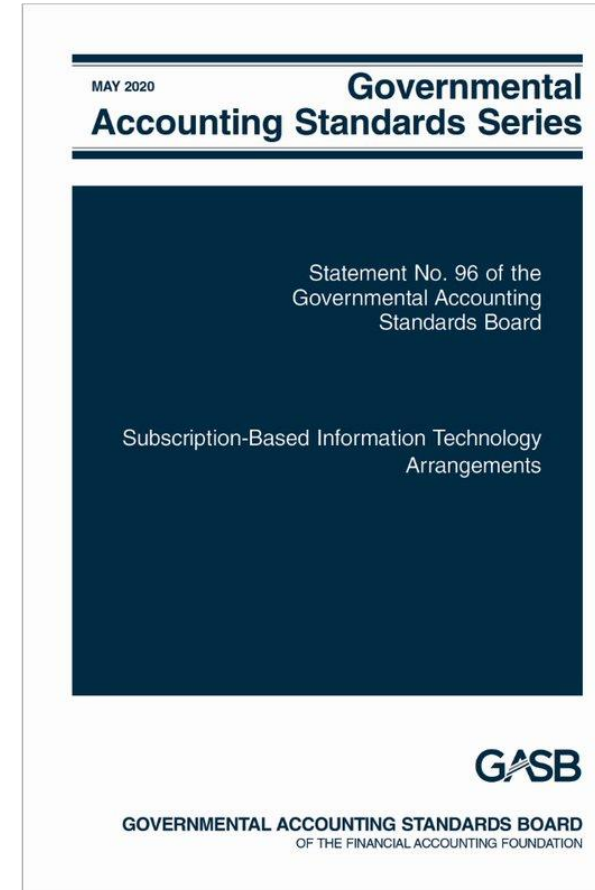 MAY 2020
Governmental
Accounting Standards Series
Statement No. 96 of the
Governmental Accounting
Standards Board
Subscription-Based Information Technology
Arrangements
GASB
GOVERNMENTAL ACCOUNTING STANDARDS BOARD
OF THE FINANCIAL ACCOUNTING FOUNDATION